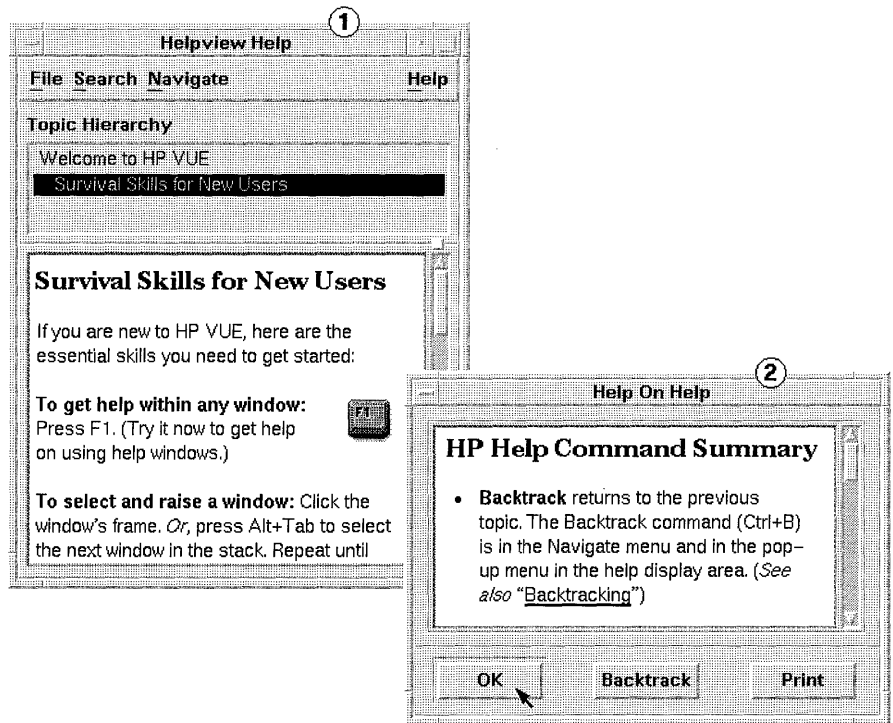 ①
Helpview Help
File Search Navigate Help
Topic Hierarchy
Welcome to HP VUE
Survival Skills for New Users
Survival Skills for New Users
If you are new to HP VUE, here are the
essential skills you need to get started:
To get help within any window:
Press F1. (Try it now to get help
on using help windows.)
F1
To select and raise a window: Click the
window's frame. Or, press Alt+Tab to select
the next window in the stack. Repeat until
②
Help On Help
HP Help Command Summary
• Backtrack returns to the previous
topic. The Backtrack command (Ctrl+B)
is in the Navigate menu and in the pop–
up menu in the help display area. (See
also "Backtracking")
OK Backtrack Print